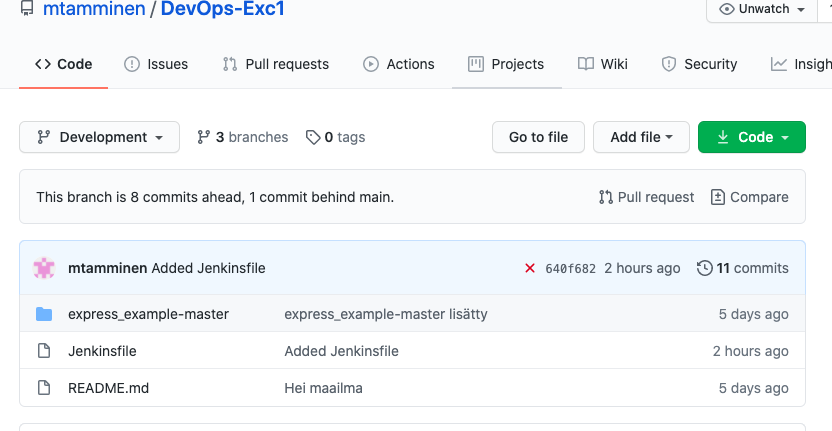 mtamminen / DevOps-Exc1
Unwatch
Code Issues Pull requests Actions Projects Wiki Security Insigh
Development 3 branches 0 tags Go to file Add file Code
This branch is 8 commits ahead, 1 commit behind main. Pull request Compare
mtamminen Added Jenkinsfile 640f682 2 hours ago 11 commits
express_example-master express_example-master lisätty 5 days ago
Jenkinsfile Added Jenkinsfile 2 hours ago
README.md Hei maailma 5 days ago